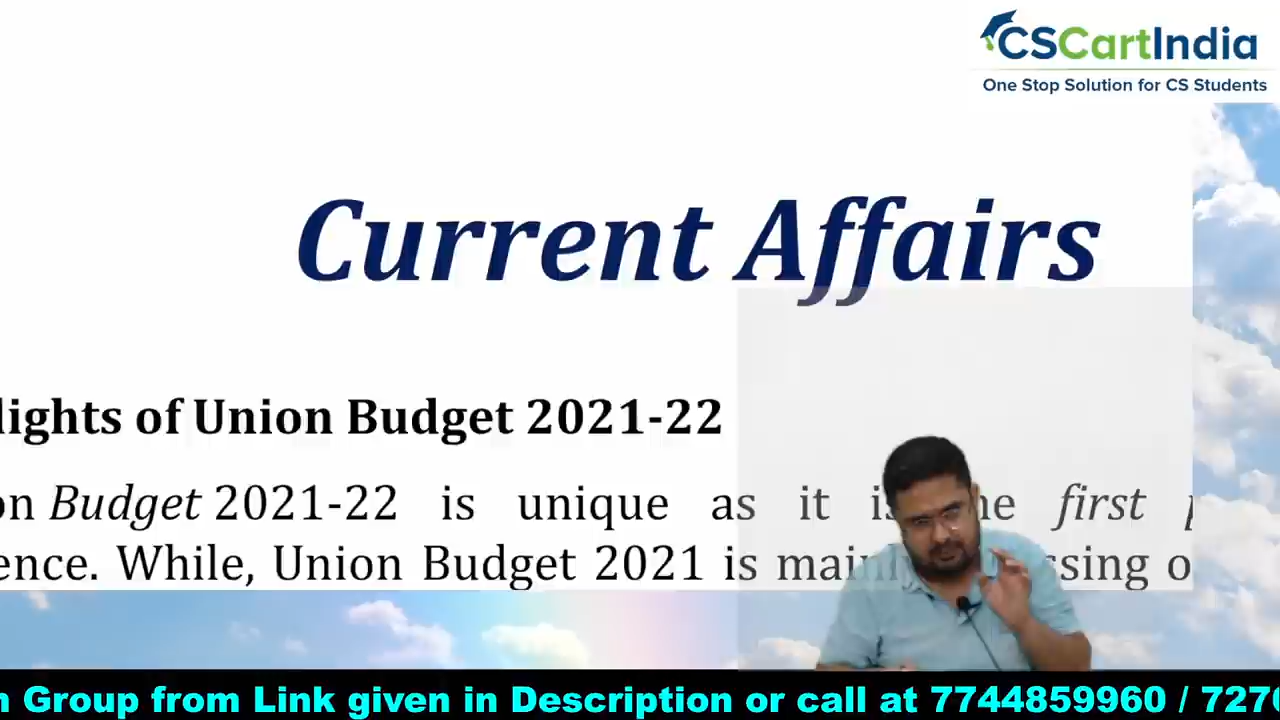 CSCartIndia
One Stop Solution for CS Students
Current Affairs
lights of Union Budget 2021-22
on Budget 2021-22 is unique as it is the first
ence. While, Union Budget 2021 is mainly o
n Group from Link given in Description or call at 7744859960 / 7270